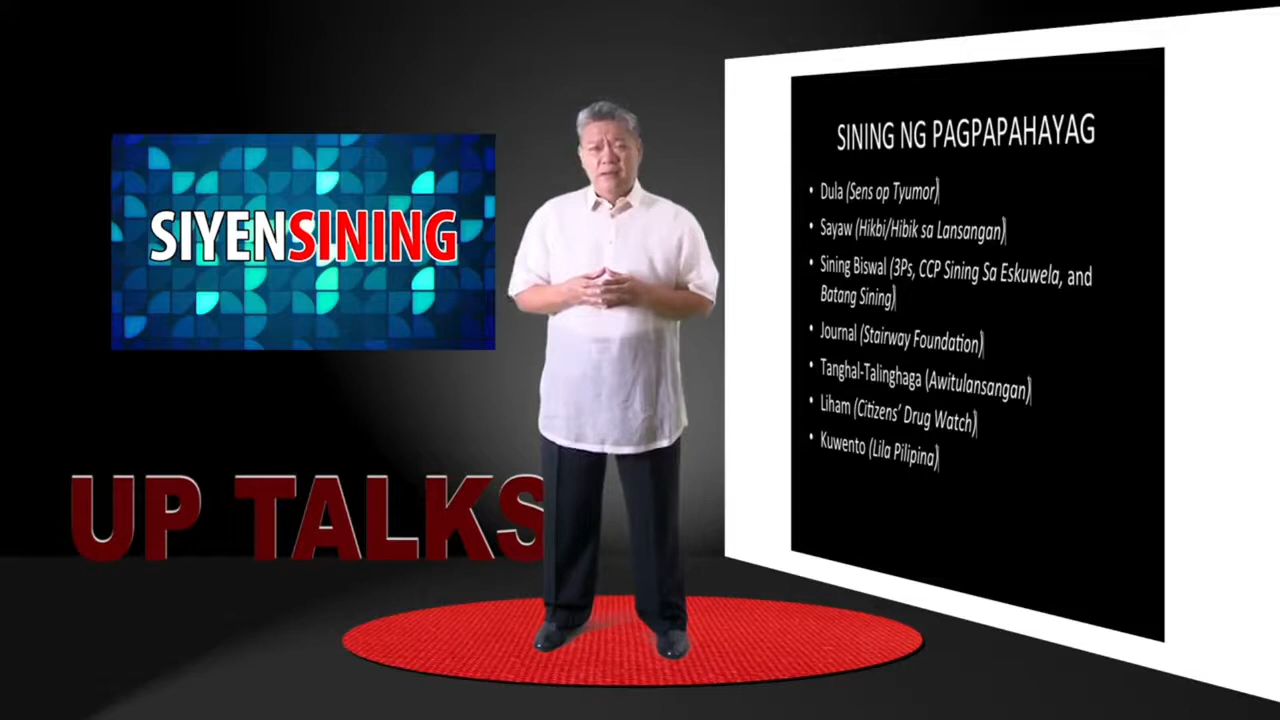 SIYENSINING
UP TALKS
SINING NG PAGPAPAHAYAG
• Dula (Sens op Tyumor)
• Sayaw (Hikbi/Hibik sa Lansangan)
• Sining Biswal (3Ps, CCP Sining Sa Eskuwela, and
Batang Sining)
• Journal (Stairway Foundation)
• Tanghal-Talinghaga (Awitulansangan)
• Liham (Citizens’ Drug Watch)
• Kuwento (Lila Pilipina)